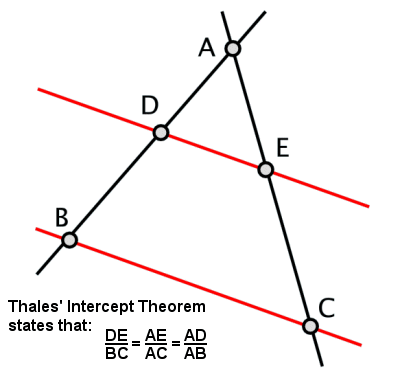 A
D
E
B
C
Thales' Intercept Theorem
states that:
DE/BC = AE/AC = AD/AB